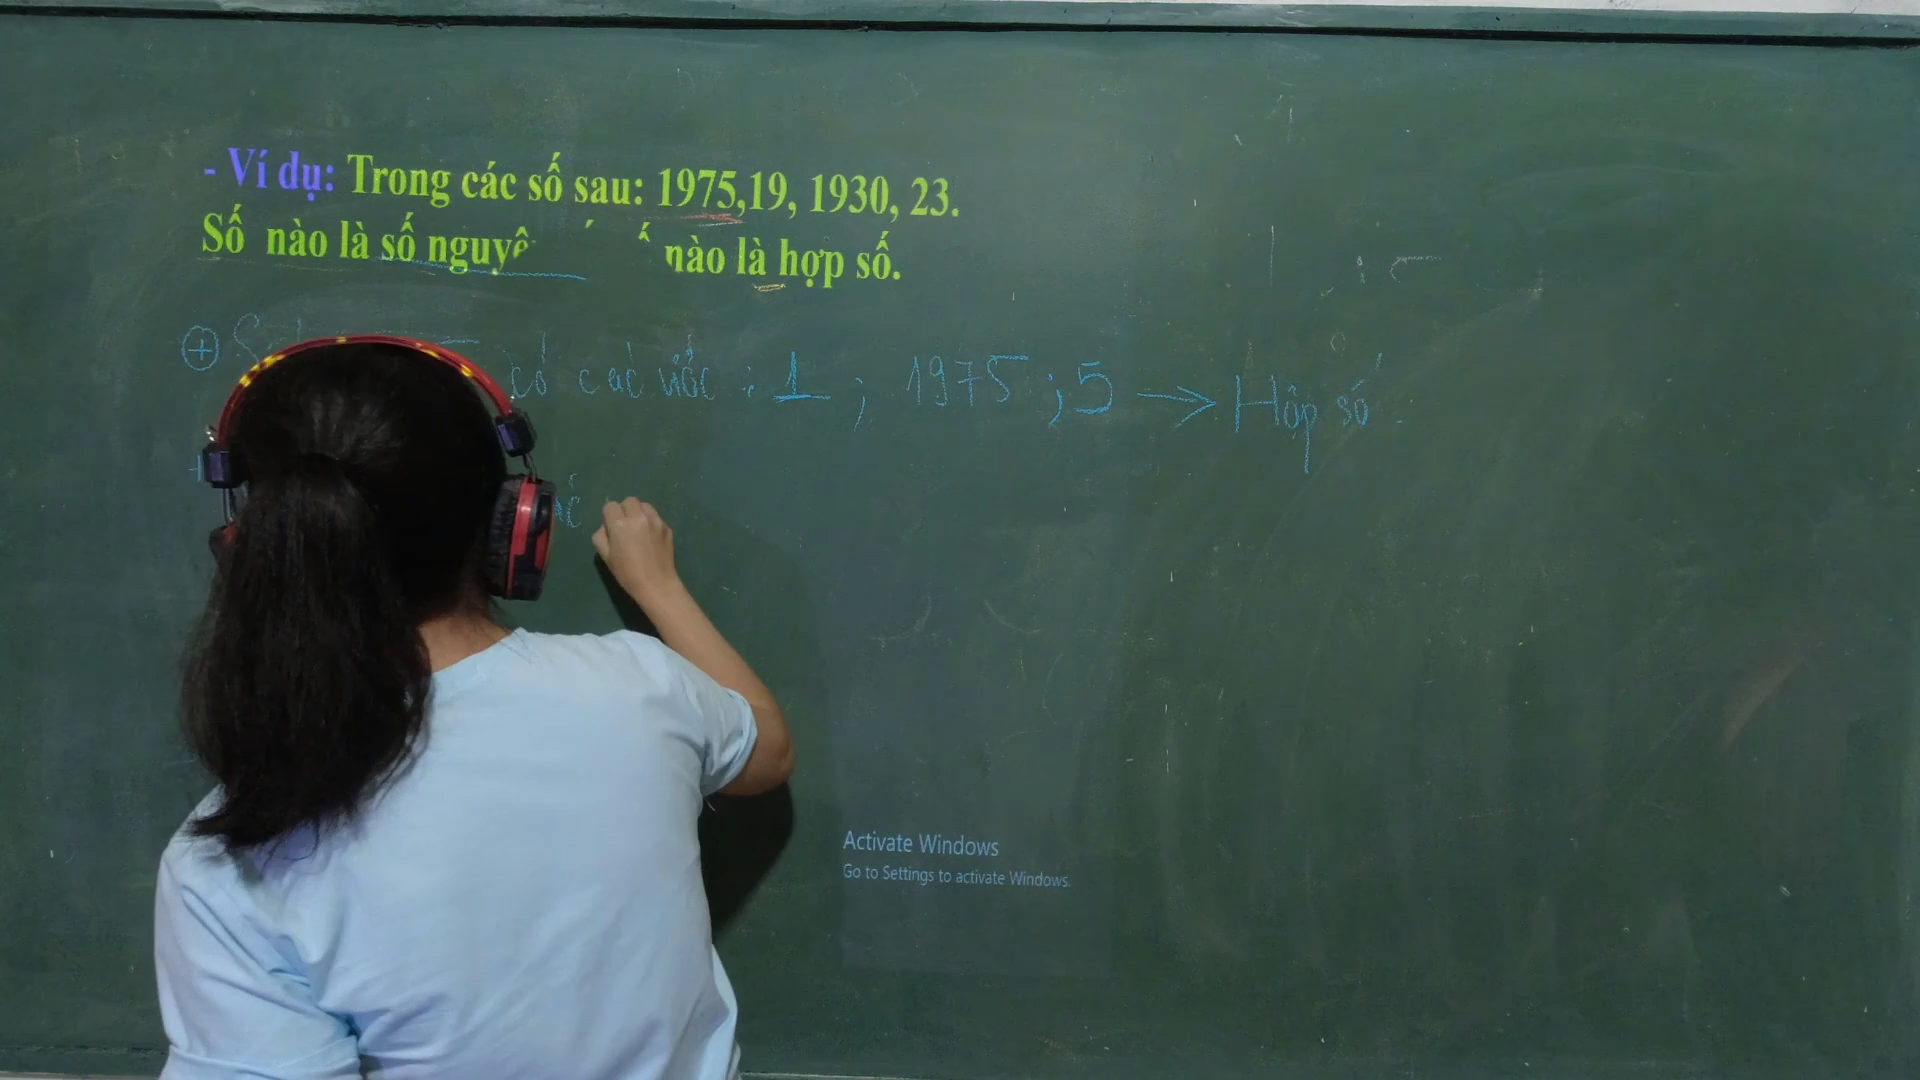 - Ví dụ: Trong các số sau: 1975,19, 1930, 23.
Số nào là số nguyê nào là hợp số.
có các ước : 1 ; 1975 ; 5 → Hợp số.
Activate Windows
Go to Settings to activate Windows.